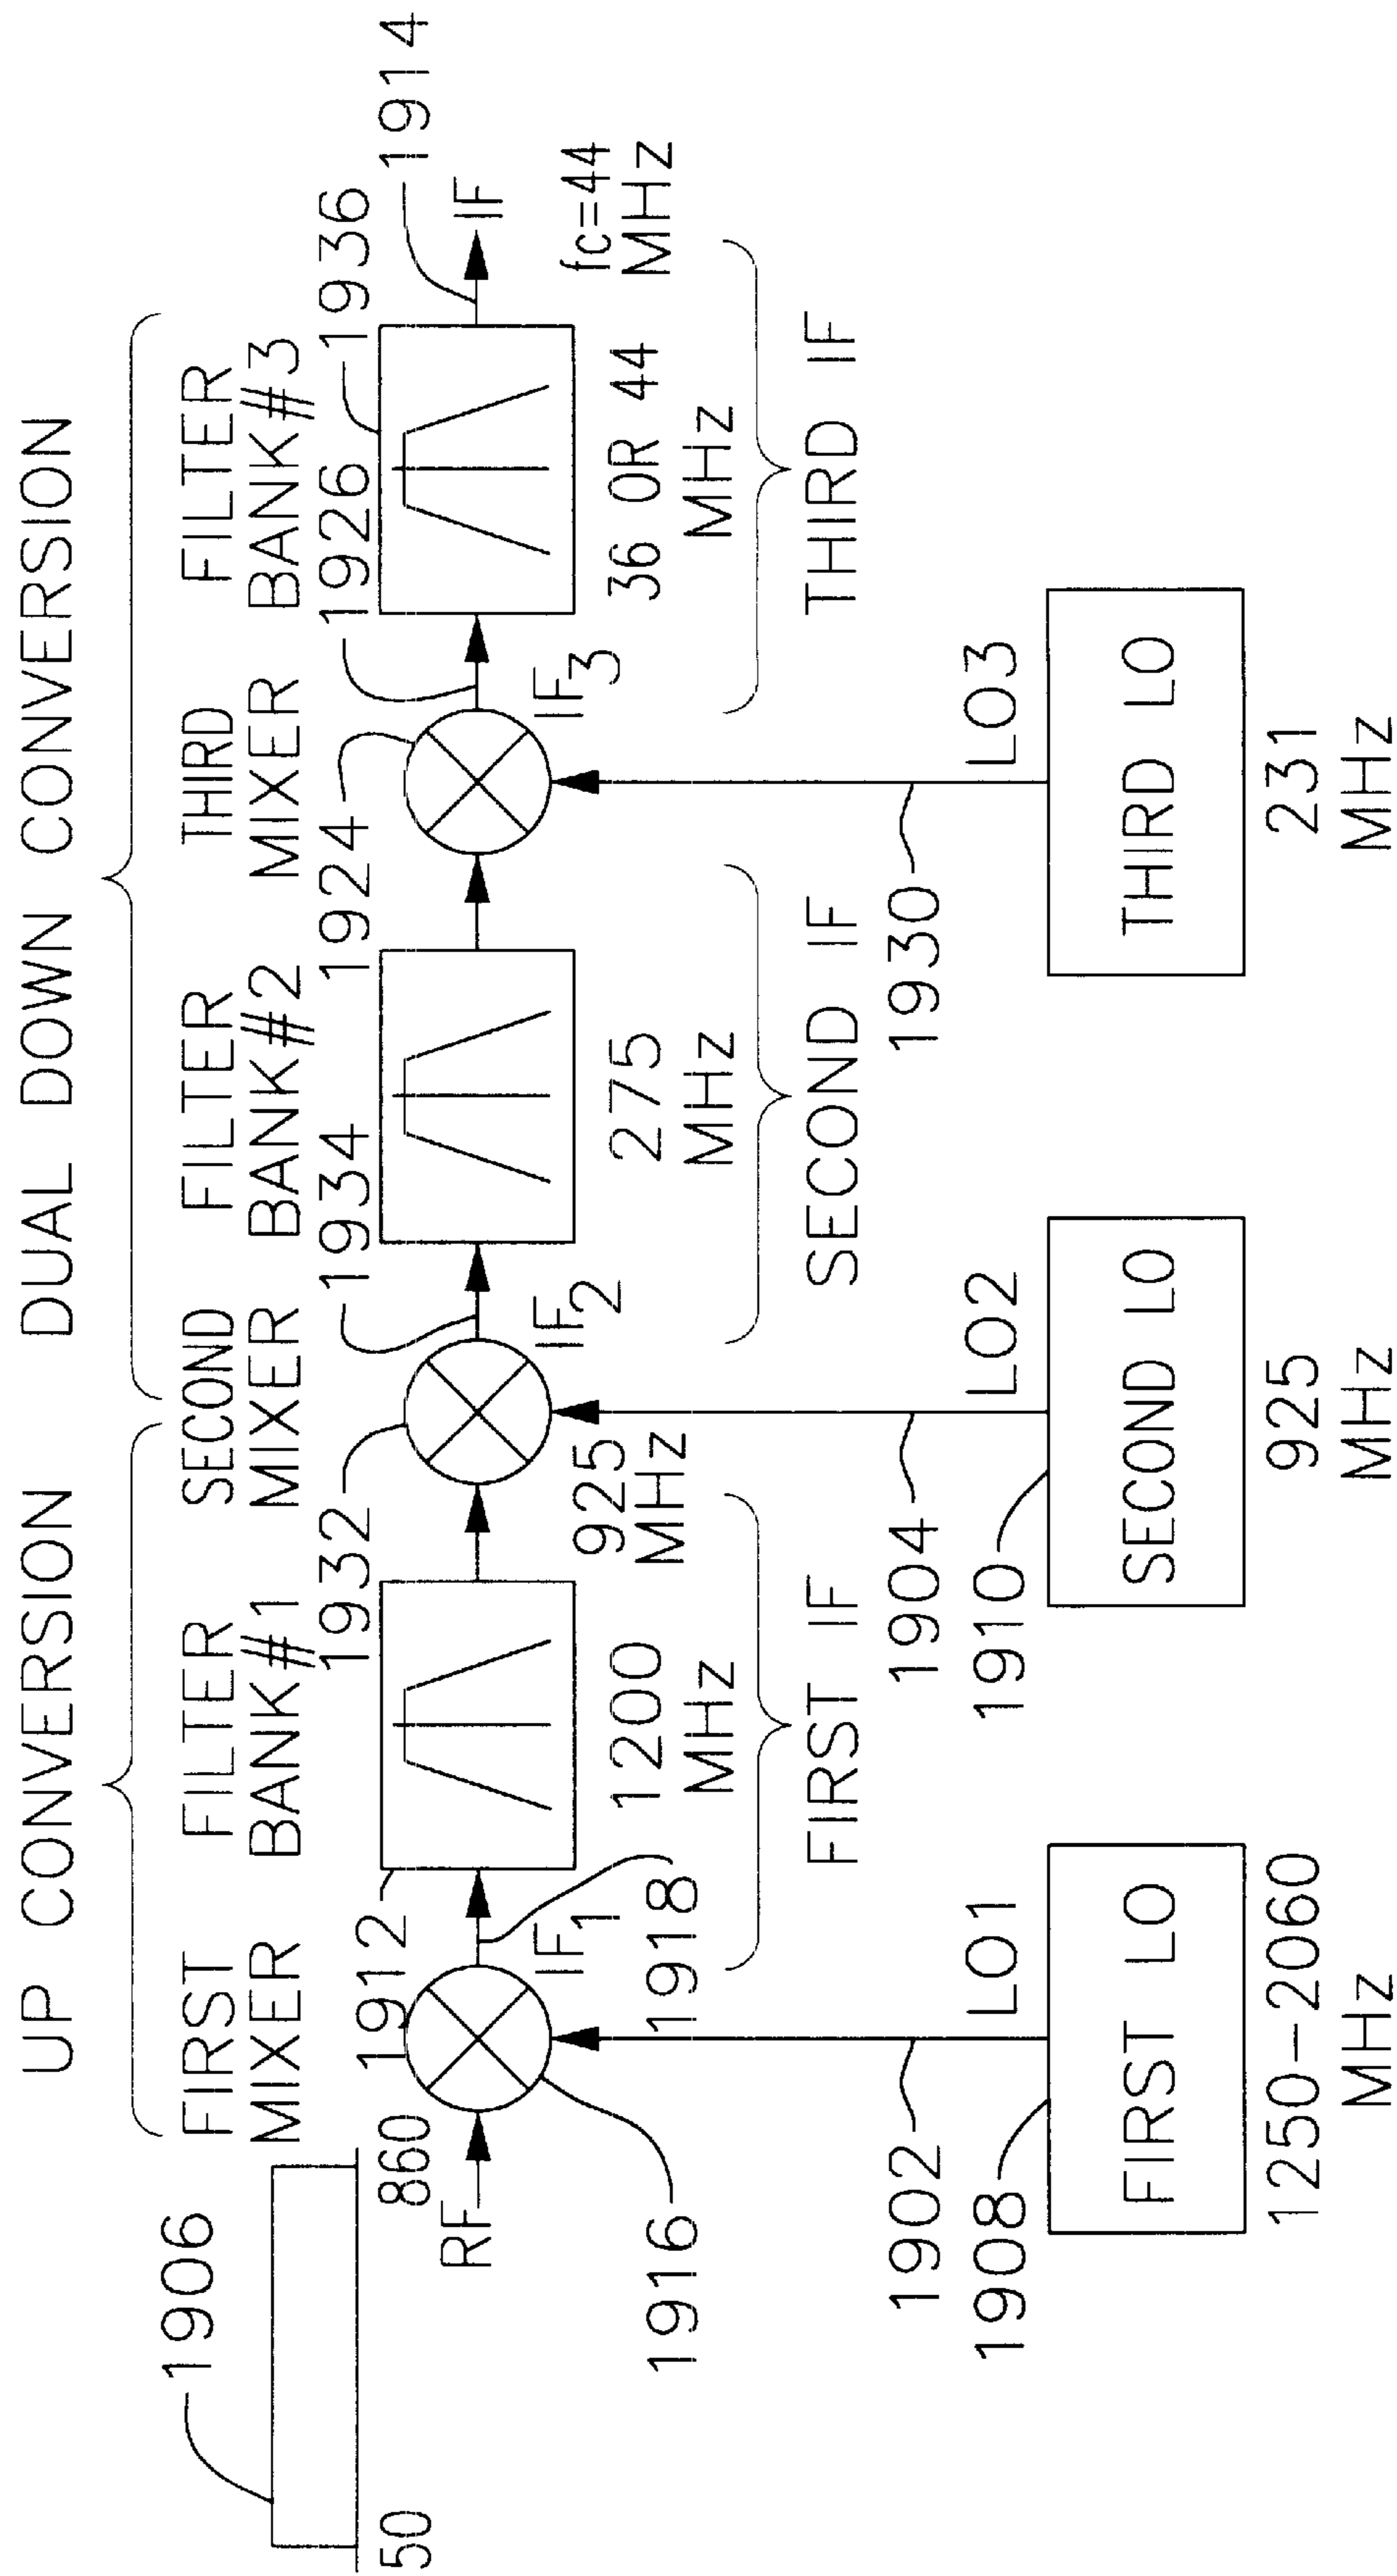 UP CONVERSION
DUAL DOWN CONVERSION
1906
50
860
FIRST
MIXER
FILTER
BANK#1
SECOND
MIXER
FILTER
BANK#2
THIRD
MIXER
FILTER
BANK#3
1912
1932
1934
1924
1926
1936
1914
RF
IF1
IF2
IF3
IF
1916
1918
1200
MHz
925
MHz
275
MHz
36 OR 44
MHz
fc=44
MHz
FIRST IF
SECOND IF
THIRD IF
1902
1904
1930
1908
LO1
1910
LO2
LO3
FIRST LO
SECOND LO
THIRD LO
1250-2060
MHz
925
MHz
231
MHz